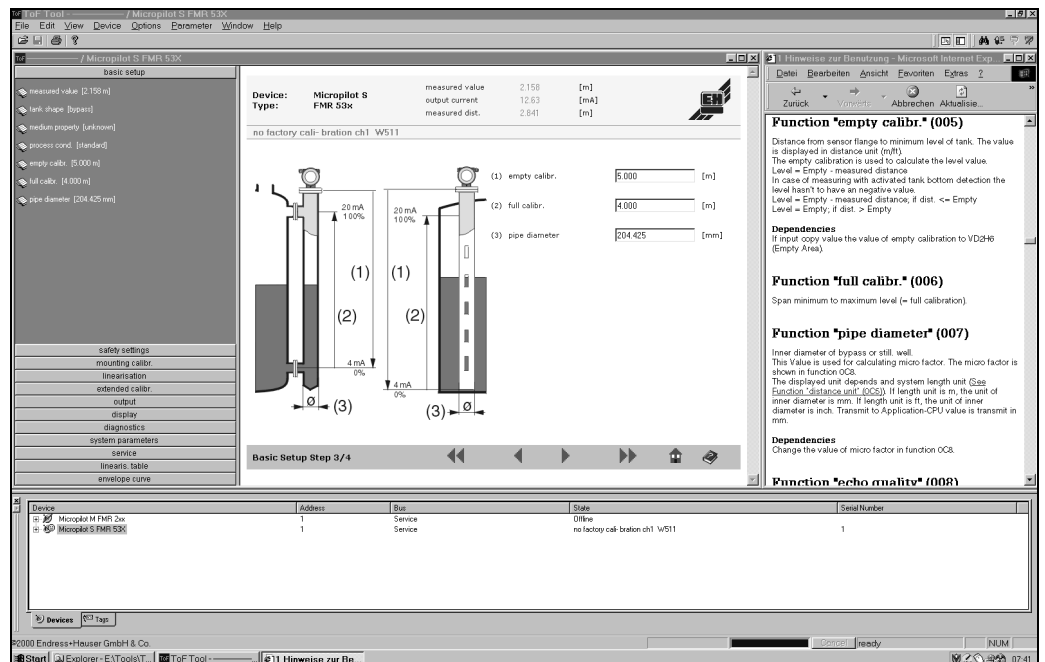 ToF Tool - ———— / Micropilot S FMR 53X
File Edit View Device Options Parameter Window Help
———— / Micropilot S FMR 53X
basic setup
measured value [2.158 m]
tank shape [bypass]
medium property [unknown]
process cond. [standard]
empty calibr. [5.000 m]
full calibr. [4.000 m]
pipe diameter [204.425 mm]
safety settings
mounting calibr.
linearisation
extended calibr.
output
display
diagnostics
system parameters
service
linearis. table
envelope curve
Device: Micropilot S
Type: FMR 53x
measured value 2.158 [m]
output current 12.63 [mA]
measured dist. 2.841 [m]
EH
no factory cali- bration ch1 W511
20 mA
100%
20 mA
100%
(1)
(1)
(2)
(2)
4 mA
0%
4 mA
0%
ø (3)
(3) ø
(1) empty calibr. 5.000 [m]
(2) full calibr. 4.000 [m]
(3) pipe diameter 204.425 [mm]
Basic Setup Step 3/4
1 Hinweise zur Benutzung - Microsoft Internet Exp...
Datei Bearbeiten Ansicht Favoriten Extras ?
Zurück Vorwärts Abbrechen Aktualisie...
Function "empty calibr." (005)
Distance from sensor flange to minimum level of tank. The value
is displayed in distance unit (m/ft).
The empty calibration is used to calculate the level value.
Level = Empty - measured distance
In case of measuring with activated tank bottom detection the
level hasn't to have an negative value.
Level = Empty - measured distance; if dist. <= Empty
Level = Empty; if dist. > Empty
Dependencies
If input copy value the value of empty calibration to VD2H6
(Empty Area).
Function "full calibr." (006)
Span minimum to maximum level (= full calibration).
Function "pipe diameter" (007)
Inner diameter of bypass or still. well.
This Value is used for calculating micro factor. The micro factor is
shown in function 0C8.
The displayed unit depends and system length unit (See
Function "distance unit" (0C5)). If length unit is m, the unit of
inner diameter is mm. If length unit is ft, the unit of inner
diameter is inch. Transmit to Application-CPU value is transmit in
mm.
Dependencies
Change the value of micro factor in function 0C8.
Function "echo quality" (008)
Device Address Bus State Serial Number
Micropilot M FMR 2xx 1 Service Offline
Micropilot S FMR 53X 1 Service no factory cali- bration ch1 W511 1
Devices Tags
©2000 Endress+Hauser GmbH & Co.
Cancel ready NUM
Start Explorer - E:\Tools\T... ToF Tool - ———— ... 1 Hinweise zur Be... 07:41